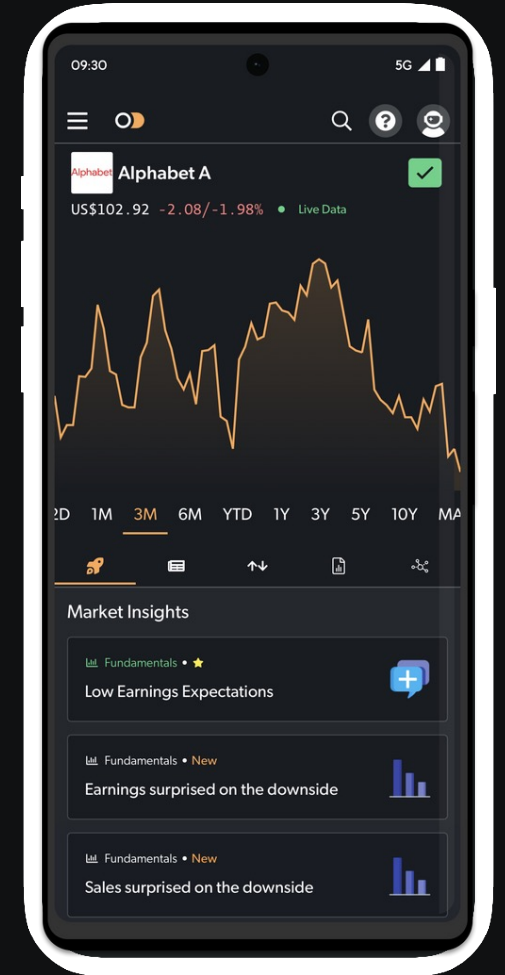 09:30 5G
Alphabet Alphabet A
US$102.92 -2.08/-1.98% • Live Data
2D 1M 3M 6M YTD 1Y 3Y 5Y 10Y MA
Market Insights
Fundamentals •
Low Earnings Expectations
Fundamentals • New
Earnings surprised on the downside
Fundamentals • New
Sales surprised on the downside